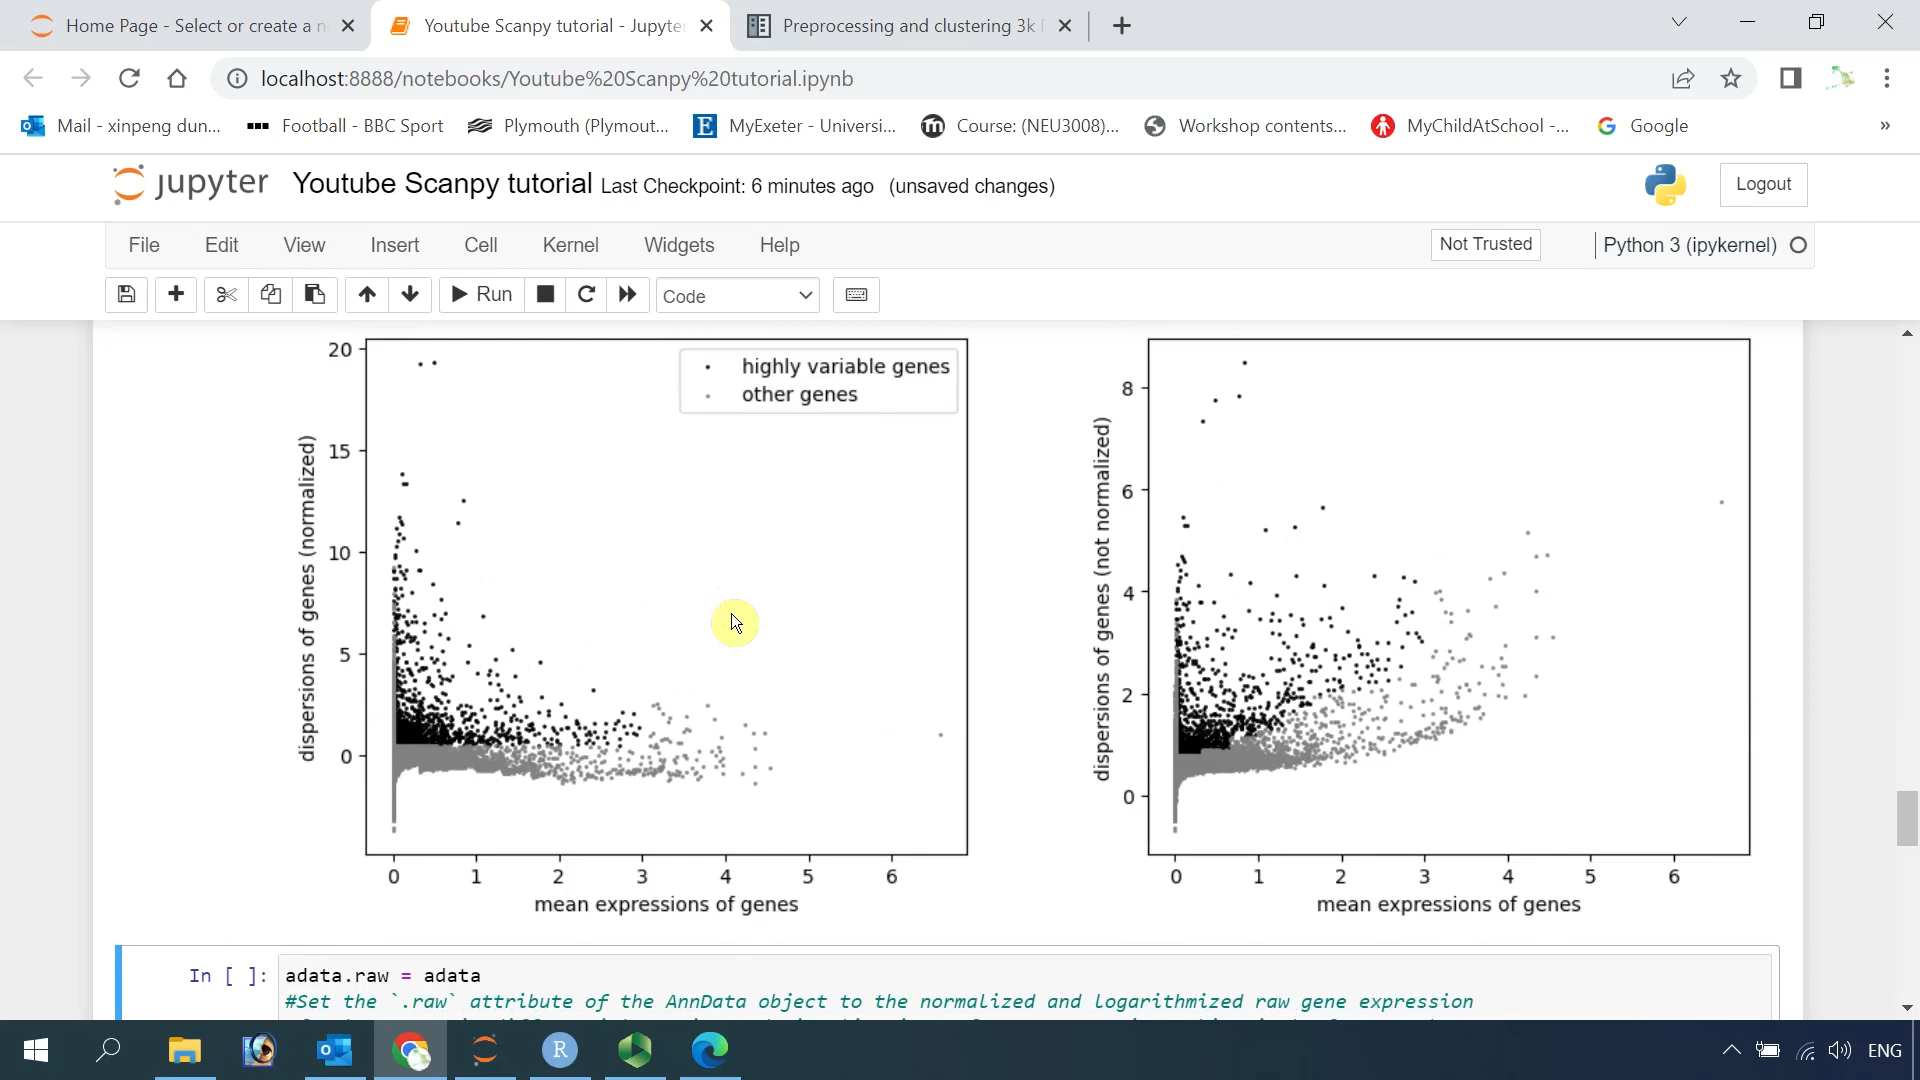 Home Page - Select or create a n
Youtube Scanpy tutorial - Jupyte
Preprocessing and clustering 3k
localhost:8888/notebooks/Youtube%20Scanpy%20tutorial.ipynb
Mail - xinpeng dun...
Football - BBC Sport
Plymouth (Plymout...
E
MyExeter - Universi...
m
Course: (NEU3008)...
Workshop contents...
MyChildAtSchool -...
G
Google
»
jupyter
Youtube Scanpy tutorial Last Checkpoint: 6 minutes ago (unsaved changes)
Logout
File
Edit
View
Insert
Cell
Kernel
Widgets
Help
Not Trusted
Python 3 (ipykernel)
Run
Code
highly variable genes
other genes
dispersions of genes (normalized)
20
15
10
5
0
0 1 2 3 4 5 6
mean expressions of genes
dispersions of genes (not normalized)
8
6
4
2
0
0 1 2 3 4 5 6
mean expressions of genes
In [ ]:
adata.raw = adata
#Set the `.raw` attribute of the AnnData object to the normalized and logarithmized raw gene expression
R
ENG